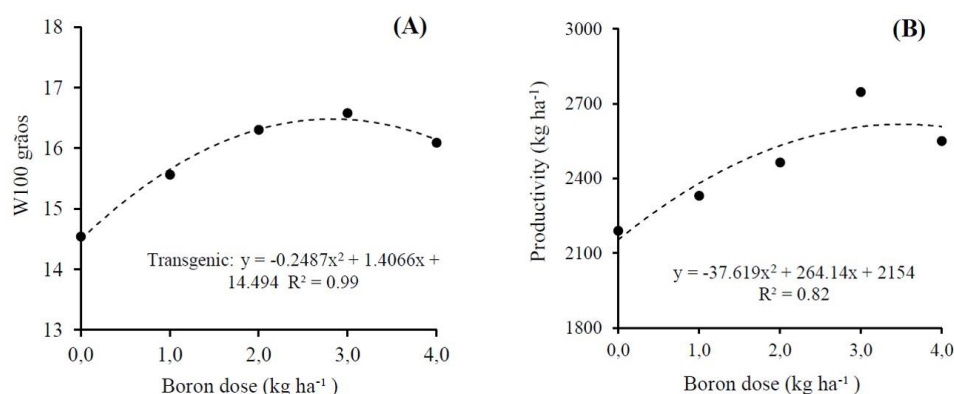 (A)
18
17
16
15
14
13
W100 grãos
Transgenic: y = -0.2487x² + 1.4066x +
14.494 R² = 0.99
0,0 1,0 2,0 3,0 4,0
Boron dose (kg ha⁻¹ )
(B)
3000
2700
2400
2100
1800
Productivity (kg ha⁻¹)
y = -37.619x² + 264.14x + 2154
R² = 0.82
0,0 1,0 2,0 3,0 4,0
Boron dose (kg ha⁻¹ )